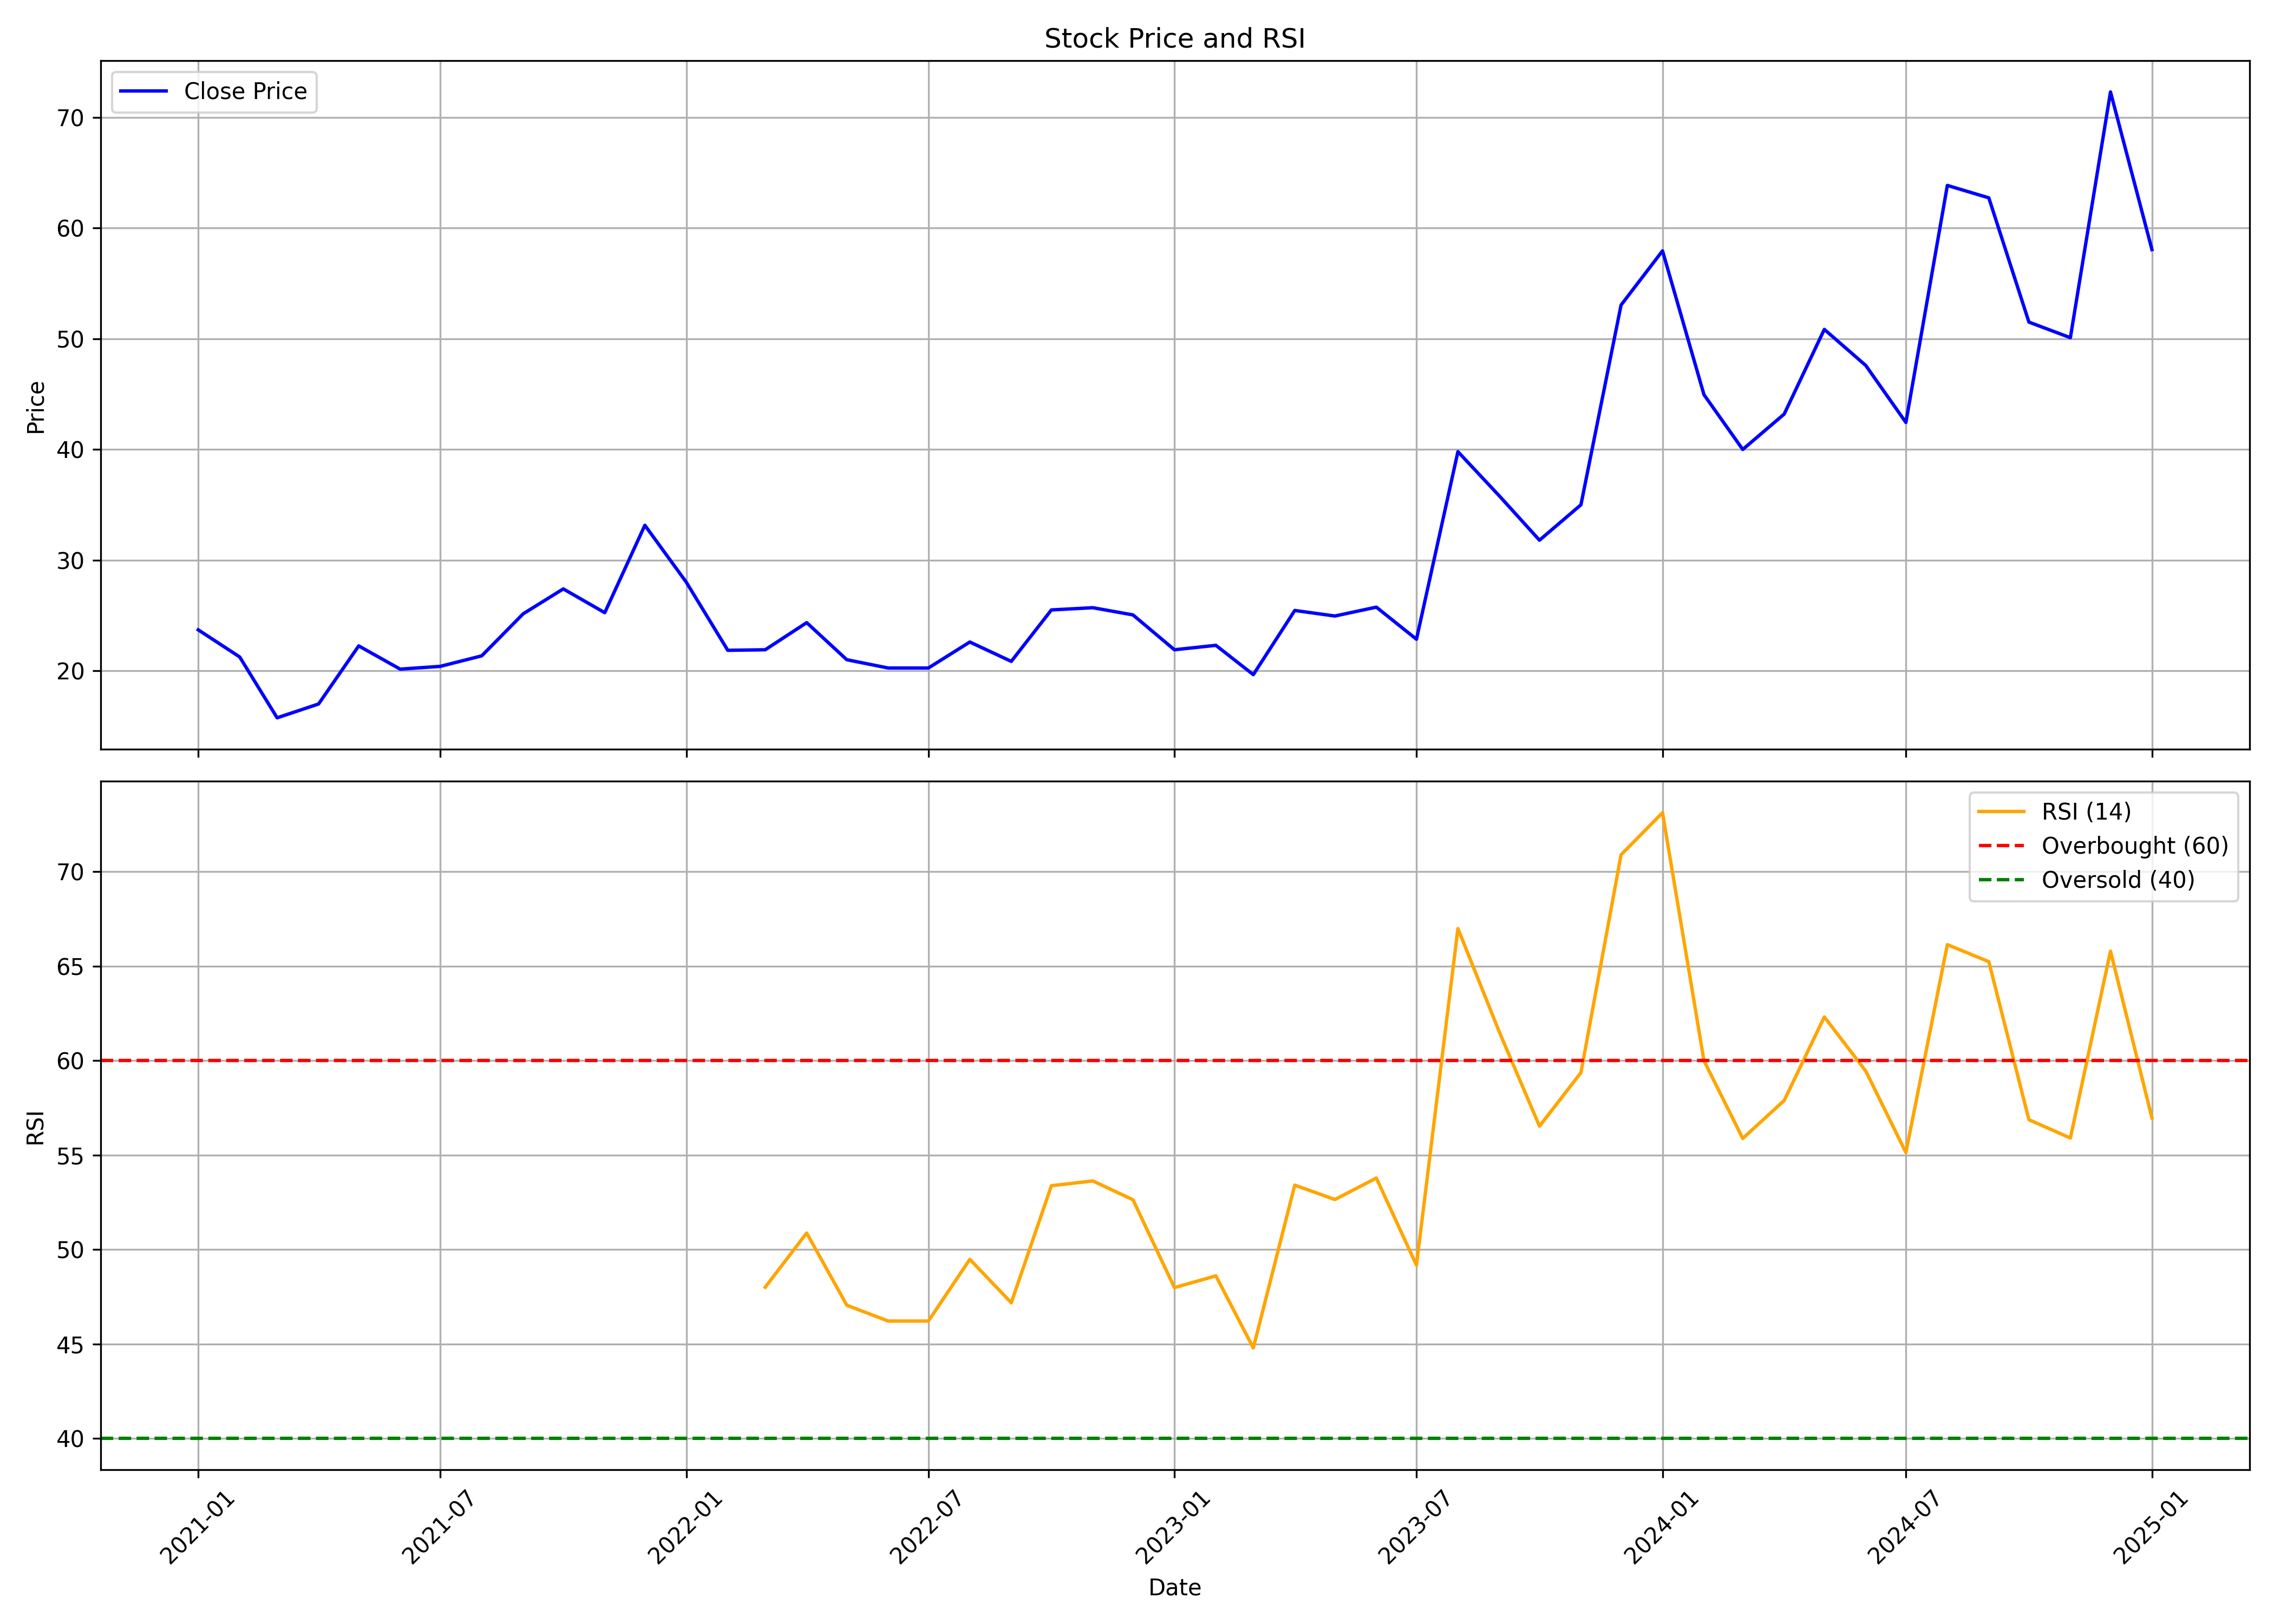 Stock Price and RSI
Close Price
Price
70
60
50
40
30
20
RSI (14)
Overbought (60)
Oversold (40)
RSI
70
65
60
55
50
45
40
2021-01
2021-07
2022-01
2022-07
2023-01
2023-07
2024-01
2024-07
2025-01
Date